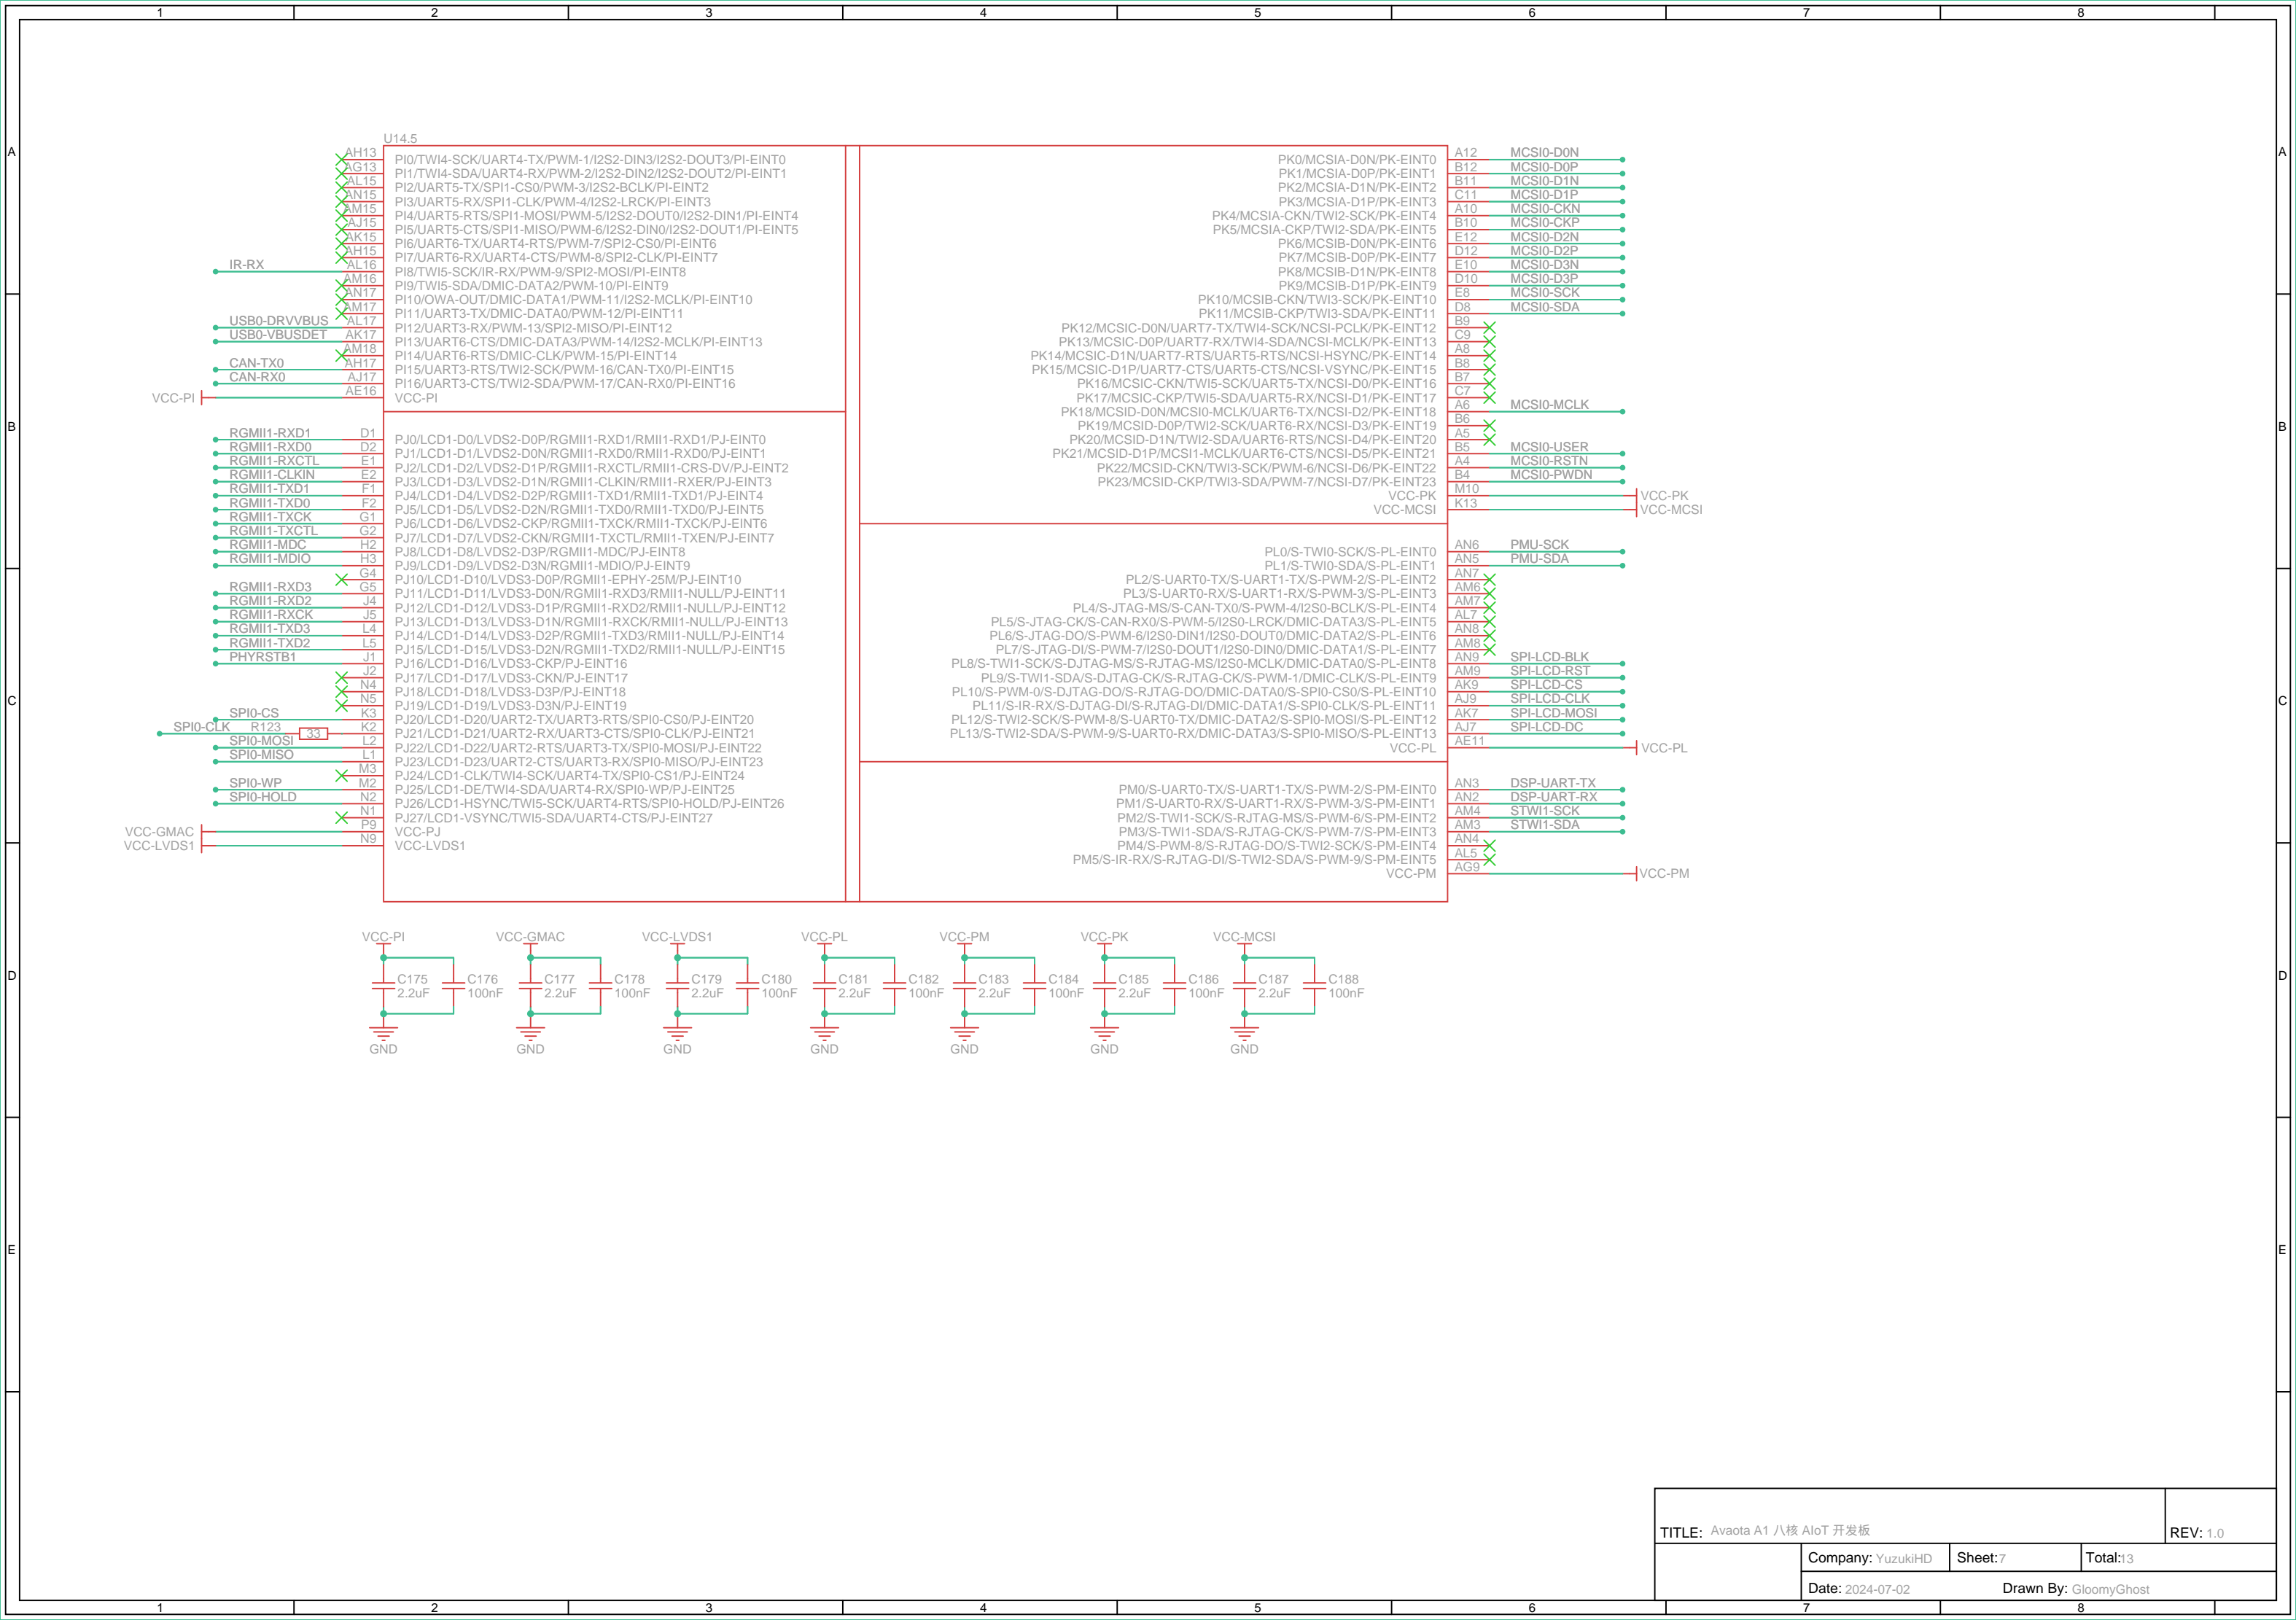 1 2 3 4 5 6 7 8
A A
B B
C C
D D
E E
U14.5
AH13 PI0/TWI4-SCK/UART4-TX/PWM-1/I2S2-DIN3/I2S2-DOUT3/PI-EINT0
AG13 PI1/TWI4-SDA/UART4-RX/PWM-2/I2S2-DIN2/I2S2-DOUT2/PI-EINT1
AL15 PI2/UART5-TX/SPI1-CS0/PWM-3/I2S2-BCLK/PI-EINT2
AN15 PI3/UART5-RX/SPI1-CLK/PWM-4/I2S2-LRCK/PI-EINT3
AM15 PI4/UART5-RTS/SPI1-MOSI/PWM-5/I2S2-DOUT0/I2S2-DIN1/PI-EINT4
AJ15 PI5/UART5-CTS/SPI1-MISO/PWM-6/I2S2-DIN0/I2S2-DOUT1/PI-EINT5
AK15 PI6/UART6-TX/UART4-RTS/PWM-7/SPI2-CS0/PI-EINT6
AH15 PI7/UART6-RX/UART4-CTS/PWM-8/SPI2-CLK/PI-EINT7
IR-RX AL16 PI8/TWI5-SCK/IR-RX/PWM-9/SPI2-MOSI/PI-EINT8
AM16 PI9/TWI5-SDA/DMIC-DATA2/PWM-10/PI-EINT9
AN17 PI10/OWA-OUT/DMIC-DATA1/PWM-11/I2S2-MCLK/PI-EINT10
AM17 PI11/UART3-TX/DMIC-DATA0/PWM-12/PI-EINT11
USB0-DRVVBUS AL17 PI12/UART3-RX/PWM-13/SPI2-MISO/PI-EINT12
USB0-VBUSDET AK17 PI13/UART6-CTS/DMIC-DATA3/PWM-14/I2S2-MCLK/PI-EINT13
AM18 PI14/UART6-RTS/DMIC-CLK/PWM-15/PI-EINT14
CAN-TX0 AH17 PI15/UART3-RTS/TWI2-SCK/PWM-16/CAN-TX0/PI-EINT15
CAN-RX0 AJ17 PI16/UART3-CTS/TWI2-SDA/PWM-17/CAN-RX0/PI-EINT16
VCC-PI AE16 VCC-PI
RGMII1-RXD1 D1 PJ0/LCD1-D0/LVDS2-D0P/RGMII1-RXD1/RMII1-RXD1/PJ-EINT0
RGMII1-RXD0 D2 PJ1/LCD1-D1/LVDS2-D0N/RGMII1-RXD0/RMII1-RXD0/PJ-EINT1
RGMII1-RXCTL E1 PJ2/LCD1-D2/LVDS2-D1P/RGMII1-RXCTL/RMII1-CRS-DV/PJ-EINT2
RGMII1-CLKIN E2 PJ3/LCD1-D3/LVDS2-D1N/RGMII1-CLKIN/RMII1-RXER/PJ-EINT3
RGMII1-TXD1 F1 PJ4/LCD1-D4/LVDS2-D2P/RGMII1-TXD1/RMII1-TXD1/PJ-EINT4
RGMII1-TXD0 F2 PJ5/LCD1-D5/LVDS2-D2N/RGMII1-TXD0/RMII1-TXD0/PJ-EINT5
RGMII1-TXCK G1 PJ6/LCD1-D6/LVDS2-CKP/RGMII1-TXCK/RMII1-TXCK/PJ-EINT6
RGMII1-TXCTL G2 PJ7/LCD1-D7/LVDS2-CKN/RGMII1-TXCTL/RMII1-TXEN/PJ-EINT7
RGMII1-MDC H2 PJ8/LCD1-D8/LVDS2-D3P/RGMII1-MDC/PJ-EINT8
RGMII1-MDIO H3 PJ9/LCD1-D9/LVDS2-D3N/RGMII1-MDIO/PJ-EINT9
G4 PJ10/LCD1-D10/LVDS3-D0P/RGMII1-EPHY-25M/PJ-EINT10
RGMII1-RXD3 G5 PJ11/LCD1-D11/LVDS3-D0N/RGMII1-RXD3/RMII1-NULL/PJ-EINT11
RGMII1-RXD2 J4 PJ12/LCD1-D12/LVDS3-D1P/RGMII1-RXD2/RMII1-NULL/PJ-EINT12
RGMII1-RXCK J5 PJ13/LCD1-D13/LVDS3-D1N/RGMII1-RXCK/RMII1-NULL/PJ-EINT13
RGMII1-TXD3 L4 PJ14/LCD1-D14/LVDS3-D2P/RGMII1-TXD3/RMII1-NULL/PJ-EINT14
RGMII1-TXD2 L5 PJ15/LCD1-D15/LVDS3-D2N/RGMII1-TXD2/RMII1-NULL/PJ-EINT15
PHYRSTB1 J1 PJ16/LCD1-D16/LVDS3-CKP/PJ-EINT16
J2 PJ17/LCD1-D17/LVDS3-CKN/PJ-EINT17
N4 PJ18/LCD1-D18/LVDS3-D3P/PJ-EINT18
N5 PJ19/LCD1-D19/LVDS3-D3N/PJ-EINT19
SPI0-CS K3 PJ20/LCD1-D20/UART2-TX/UART3-RTS/SPI0-CS0/PJ-EINT20
SPI0-CLK R123 33 K2 PJ21/LCD1-D21/UART2-RX/UART3-CTS/SPI0-CLK/PJ-EINT21
SPI0-MOSI L2 PJ22/LCD1-D22/UART2-RTS/UART3-TX/SPI0-MOSI/PJ-EINT22
SPI0-MISO L1 PJ23/LCD1-D23/UART2-CTS/UART3-RX/SPI0-MISO/PJ-EINT23
M3 PJ24/LCD1-CLK/TWI4-SCK/UART4-TX/SPI0-CS1/PJ-EINT24
SPI0-WP M2 PJ25/LCD1-DE/TWI4-SDA/UART4-RX/SPI0-WP/PJ-EINT25
SPI0-HOLD N2 PJ26/LCD1-HSYNC/TWI5-SCK/UART4-RTS/SPI0-HOLD/PJ-EINT26
N1 PJ27/LCD1-VSYNC/TWI5-SDA/UART4-CTS/PJ-EINT27
VCC-GMAC P9 VCC-PJ
VCC-LVDS1 N9 VCC-LVDS1
PK0/MCSIA-D0N/PK-EINT0 A12 MCSI0-D0N
PK1/MCSIA-D0P/PK-EINT1 B12 MCSI0-D0P
PK2/MCSIA-D1N/PK-EINT2 B11 MCSI0-D1N
PK3/MCSIA-D1P/PK-EINT3 C11 MCSI0-D1P
PK4/MCSIA-CKN/TWI2-SCK/PK-EINT4 A10 MCSI0-CKN
PK5/MCSIA-CKP/TWI2-SDA/PK-EINT5 B10 MCSI0-CKP
PK6/MCSIB-D0N/PK-EINT6 E12 MCSI0-D2N
PK7/MCSIB-D0P/PK-EINT7 D12 MCSI0-D2P
PK8/MCSIB-D1N/PK-EINT8 E10 MCSI0-D3N
PK9/MCSIB-D1P/PK-EINT9 D10 MCSI0-D3P
PK10/MCSIB-CKN/TWI3-SCK/PK-EINT10 E8 MCSI0-SCK
PK11/MCSIB-CKP/TWI3-SDA/PK-EINT11 D8 MCSI0-SDA
PK12/MCSIC-D0N/UART7-TX/TWI4-SCK/NCSI-PCLK/PK-EINT12 B9
PK13/MCSIC-D0P/UART7-RX/TWI4-SDA/NCSI-MCLK/PK-EINT13 C9
PK14/MCSIC-D1N/UART7-RTS/UART5-RTS/NCSI-HSYNC/PK-EINT14 A8
PK15/MCSIC-D1P/UART7-CTS/UART5-CTS/NCSI-VSYNC/PK-EINT15 B8
PK16/MCSIC-CKN/TWI5-SCK/UART5-TX/NCSI-D0/PK-EINT16 B7
PK17/MCSIC-CKP/TWI5-SDA/UART5-RX/NCSI-D1/PK-EINT17 C7
PK18/MCSID-D0N/MCSI0-MCLK/UART6-TX/NCSI-D2/PK-EINT18 A6 MCSI0-MCLK
PK19/MCSID-D0P/TWI2-SCK/UART6-RX/NCSI-D3/PK-EINT19 B6
PK20/MCSID-D1N/TWI2-SDA/UART6-RTS/NCSI-D4/PK-EINT20 A5
PK21/MCSID-D1P/MCSI1-MCLK/UART6-CTS/NCSI-D5/PK-EINT21 B5 MCSI0-USER
PK22/MCSID-CKN/TWI3-SCK/PWM-6/NCSI-D6/PK-EINT22 A4 MCSI0-RSTN
PK23/MCSID-CKP/TWI3-SDA/PWM-7/NCSI-D7/PK-EINT23 B4 MCSI0-PWDN
VCC-PK M10 VCC-PK
VCC-MCSI K13 VCC-MCSI
PL0/S-TWI0-SCK/S-PL-EINT0 AN6 PMU-SCK
PL1/S-TWI0-SDA/S-PL-EINT1 AN5 PMU-SDA
PL2/S-UART0-TX/S-UART1-TX/S-PWM-2/S-PL-EINT2 AN7
PL3/S-UART0-RX/S-UART1-RX/S-PWM-3/S-PL-EINT3 AM6
PL4/S-JTAG-MS/S-CAN-TX0/S-PWM-4/I2S0-BCLK/S-PL-EINT4 AM7
PL5/S-JTAG-CK/S-CAN-RX0/S-PWM-5/I2S0-LRCK/DMIC-DATA3/S-PL-EINT5 AL7
PL6/S-JTAG-DO/S-PWM-6/I2S0-DIN1/I2S0-DOUT0/DMIC-DATA2/S-PL-EINT6 AN8
PL7/S-JTAG-DI/S-PWM-7/I2S0-DOUT1/I2S0-DIN0/DMIC-DATA1/S-PL-EINT7 AM8
PL8/S-TWI1-SCK/S-DJTAG-MS/S-RJTAG-MS/I2S0-MCLK/DMIC-DATA0/S-PL-EINT8 AN9 SPI-LCD-BLK
PL9/S-TWI1-SDA/S-DJTAG-CK/S-RJTAG-CK/S-PWM-1/DMIC-CLK/S-PL-EINT9 AM9 SPI-LCD-RST
PL10/S-PWM-0/S-DJTAG-DO/S-RJTAG-DO/DMIC-DATA0/S-SPI0-CS0/S-PL-EINT10 AK9 SPI-LCD-CS
PL11/S-IR-RX/S-DJTAG-DI/S-RJTAG-DI/DMIC-DATA1/S-SPI0-CLK/S-PL-EINT11 AJ9 SPI-LCD-CLK
PL12/S-TWI2-SCK/S-PWM-8/S-UART0-TX/DMIC-DATA2/S-SPI0-MOSI/S-PL-EINT12 AK7 SPI-LCD-MOSI
PL13/S-TWI2-SDA/S-PWM-9/S-UART0-RX/DMIC-DATA3/S-SPI0-MISO/S-PL-EINT13 AJ7 SPI-LCD-DC
VCC-PL AE11 VCC-PL
PM0/S-UART0-TX/S-UART1-TX/S-PWM-2/S-PM-EINT0 AN3 DSP-UART-TX
PM1/S-UART0-RX/S-UART1-RX/S-PWM-3/S-PM-EINT1 AN2 DSP-UART-RX
PM2/S-TWI1-SCK/S-RJTAG-MS/S-PWM-6/S-PM-EINT2 AM4 STWI1-SCK
PM3/S-TWI1-SDA/S-RJTAG-CK/S-PWM-7/S-PM-EINT3 AM3 STWI1-SDA
PM4/S-PWM-8/S-RJTAG-DO/S-TWI2-SCK/S-PM-EINT4 AN4
PM5/S-IR-RX/S-RJTAG-DI/S-TWI2-SDA/S-PWM-9/S-PM-EINT5 AL5
VCC-PM AG9 VCC-PM
VCC-PI VCC-GMAC VCC-LVDS1 VCC-PL VCC-PM VCC-PK VCC-MCSI
C175 C176 C177 C178 C179 C180 C181 C182 C183 C184 C185 C186 C187 C188
2.2uF 100nF 2.2uF 100nF 2.2uF 100nF 2.2uF 100nF 2.2uF 100nF 2.2uF 100nF 2.2uF 100nF
GND GND GND GND GND GND GND
TITLE: Avaota A1 八核 AIoT 开发板 REV: 1.0
Company: YuzukiHD Sheet:7 Total:13
Date: 2024-07-02 Drawn By: GloomyGhost
1 2 3 4 5 6 7 8